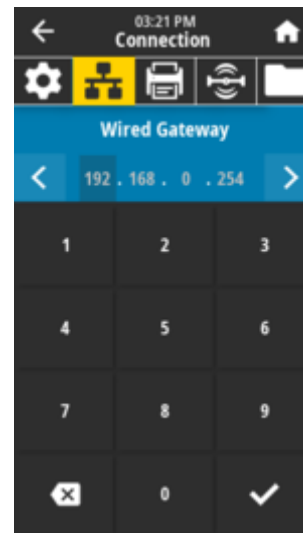 03:21 PM
Connection
Wired Gateway
192 . 168 . 0 . 254
1 2 3
4 5 6
7 8 9
0